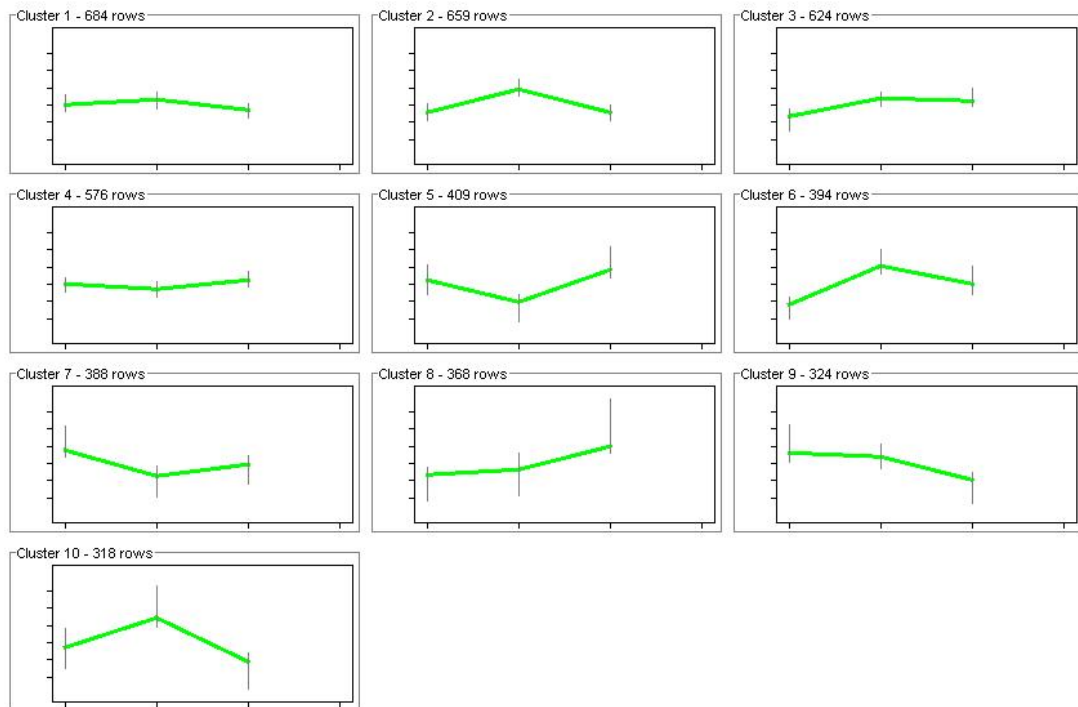 Cluster 1 - 684 rows
Cluster 2 - 659 rows
Cluster 3 - 624 rows
Cluster 4 - 576 rows
Cluster 5 - 409 rows
Cluster 6 - 394 rows
Cluster 7 - 388 rows
Cluster 8 - 368 rows
Cluster 9 - 324 rows
Cluster 10 - 318 rows